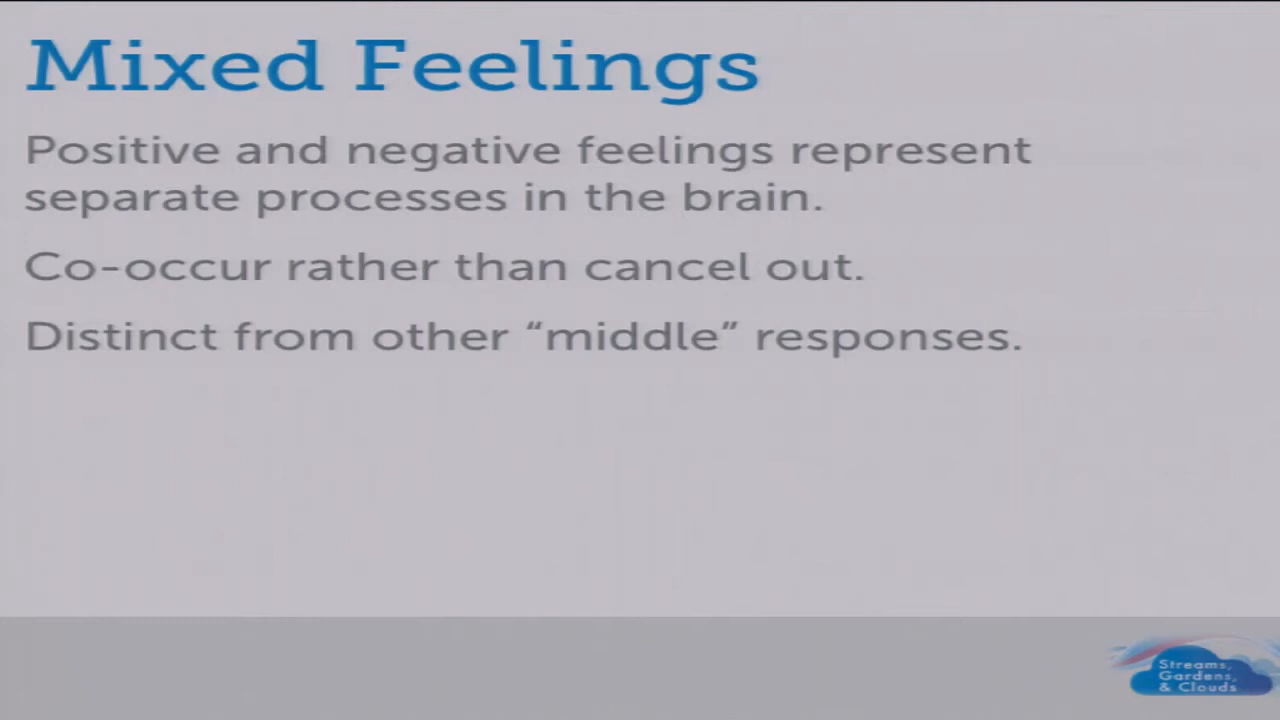 Mixed Feelings
Positive and negative feelings represent
separate processes in the brain.
Co-occur rather than cancel out.
Distinct from other “middle” responses.
Streams,
Gardens,
& Clouds